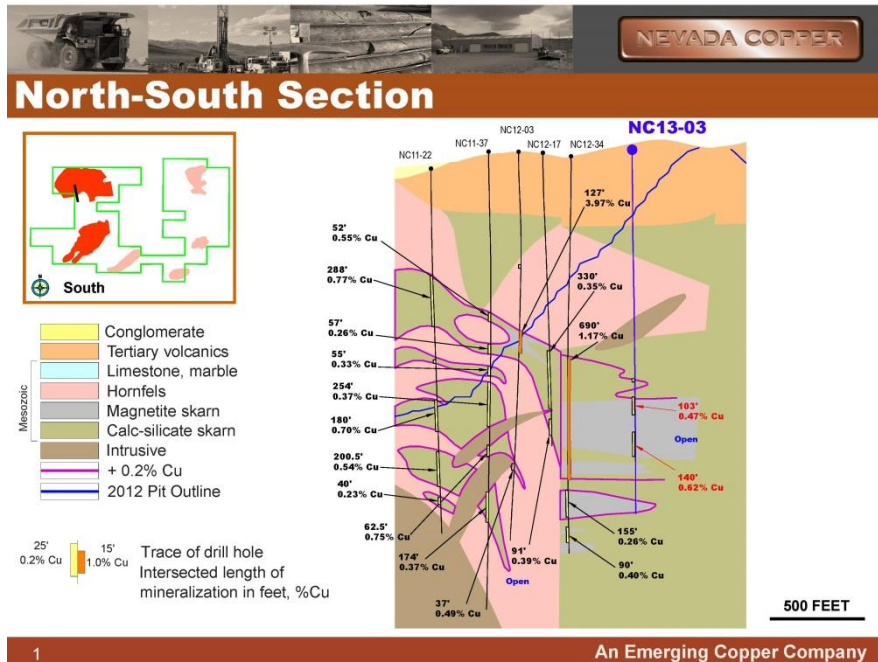 NEVADA COPPER
North-South Section
N
South
Conglomerate
Tertiary volcanics
Limestone, marble
Hornfels
Magnetite skarn
Calc-silicate skarn
Intrusive
+ 0.2% Cu
2012 Pit Outline
Mesozoic
25'
0.2% Cu
15'
1.0% Cu
Trace of drill hole
Intersected length of
mineralization in feet, %Cu
NC11-22
NC11-37
NC12-03
NC12-17
NC12-34
NC13-03
127'
3.97% Cu
52'
0.55% Cu
288'
0.77% Cu
330'
0.35% Cu
57'
0.26% Cu
690'
1.17% Cu
55'
0.33% Cu
254'
0.37% Cu
103'
0.47% Cu
180'
0.70% Cu
Open
200.5'
0.54% Cu
140'
0.62% Cu
40'
0.23% Cu
62.5'
0.75% Cu
155'
0.26% Cu
174'
0.37% Cu
91'
0.39% Cu
90'
0.40% Cu
Open
37'
0.49% Cu
500 FEET
1
An Emerging Copper Company